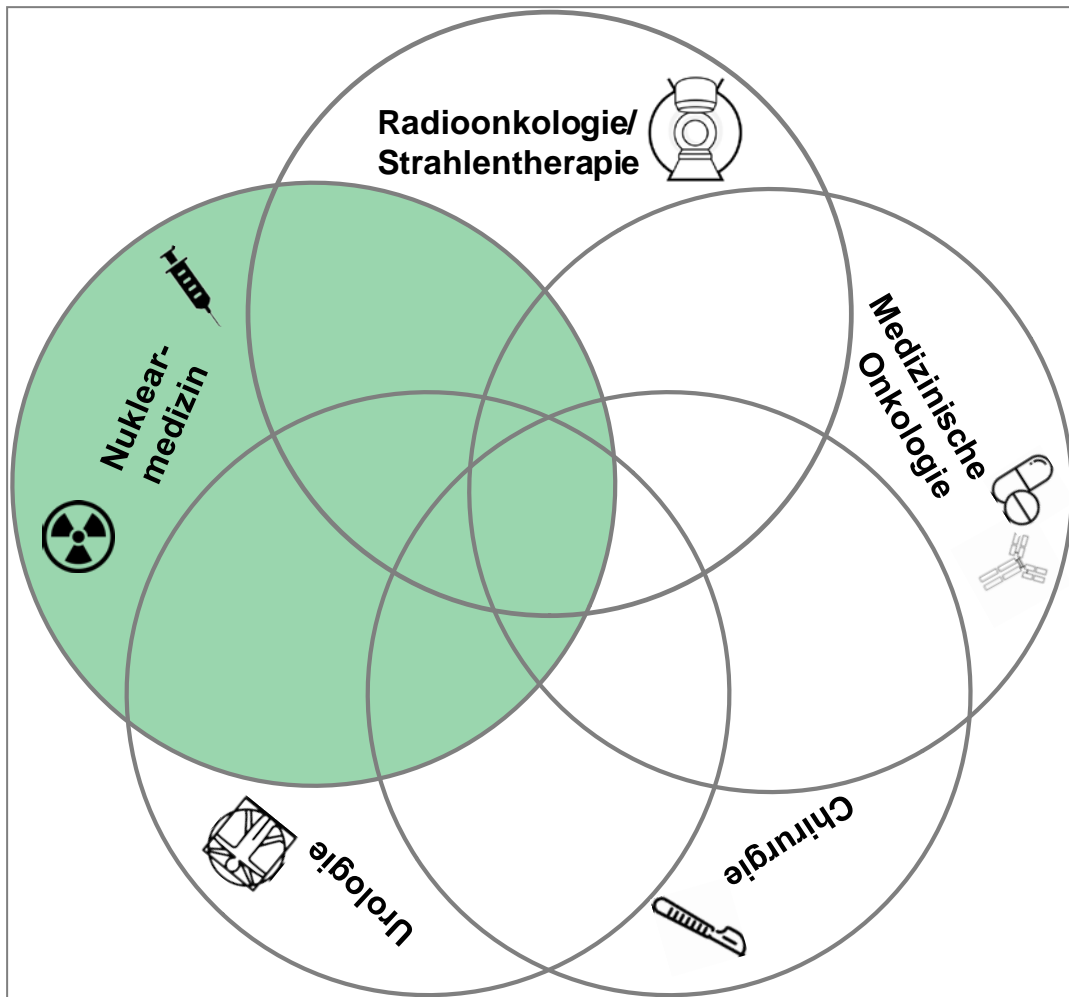 Radioonkologie/
Strahlentherapie
Nuklear-
medizin
Medizinische
Onkologie
Urologie
Chirurgie